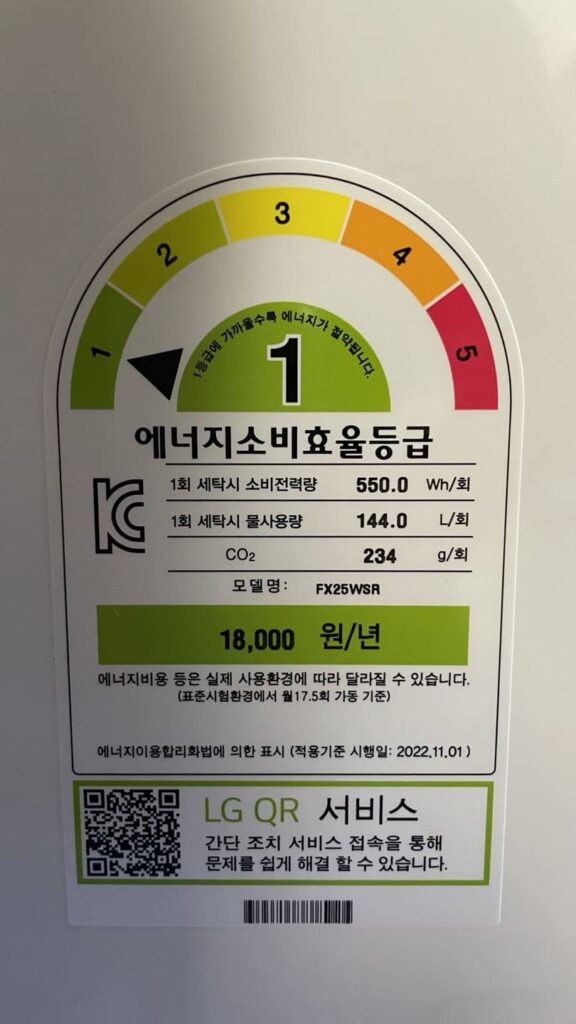 1
2
3
4
5
1등급에 가까울수록 에너지가 절약됩니다.
1
에너지소비효율등급
1회 세탁시 소비전력량 550.0 Wh/회
1회 세탁시 물사용량 144.0 L/회
CO₂ 234 g/회
모델명: FX25WSR
18,000 원/년
에너지비용 등은 실제 사용환경에 따라 달라질 수 있습니다.
(표준시험환경에서 월17.5회 가동 기준)
에너지이용합리화법에 의한 표시 (적용기준 시행일: 2022.11.01)
LG QR 서비스
간단 조치 서비스 접속을 통해
문제를 쉽게 해결 할 수 있습니다.